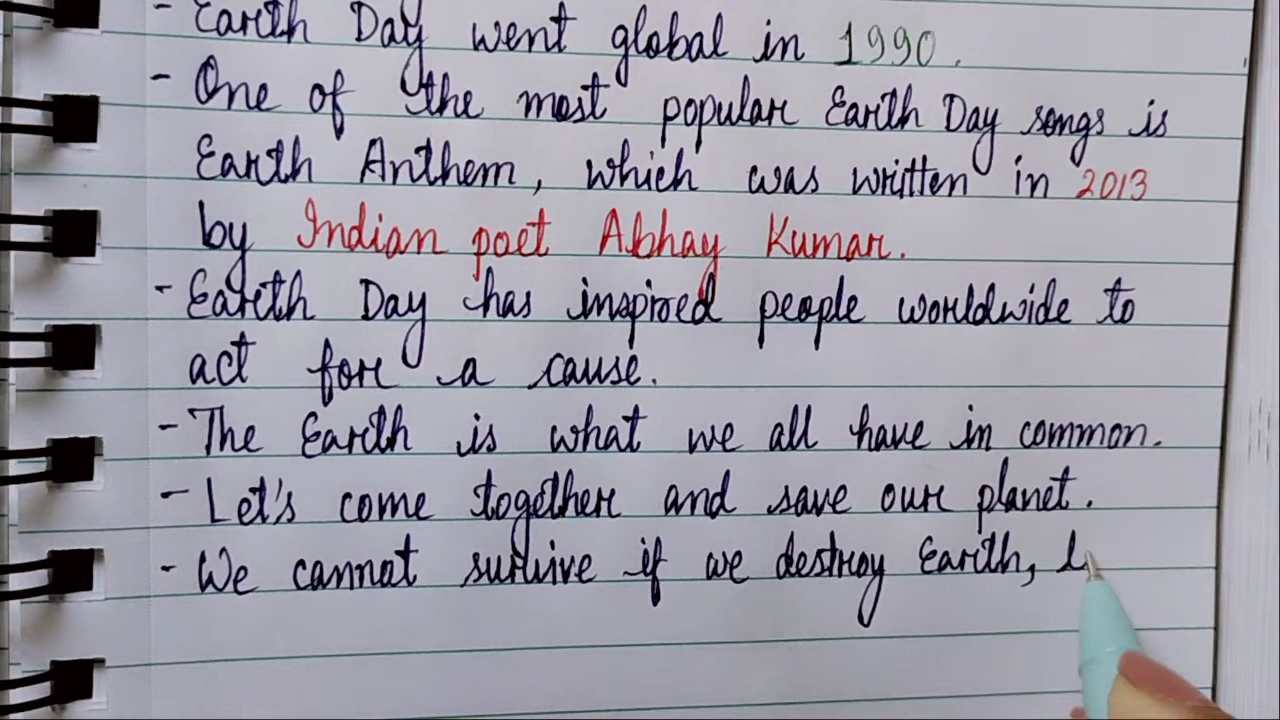 - Earth Day went global in 1990.
- One of the most popular Earth Day songs is
Earth Anthem, which was written in 2013
by Indian poet Abhay Kumar.
- Earth Day has inspired people worldwide to
act for a cause.
- The Earth is what we all have in common.
- Let's come together and save our planet.
- We cannot survive if we destroy Earth,